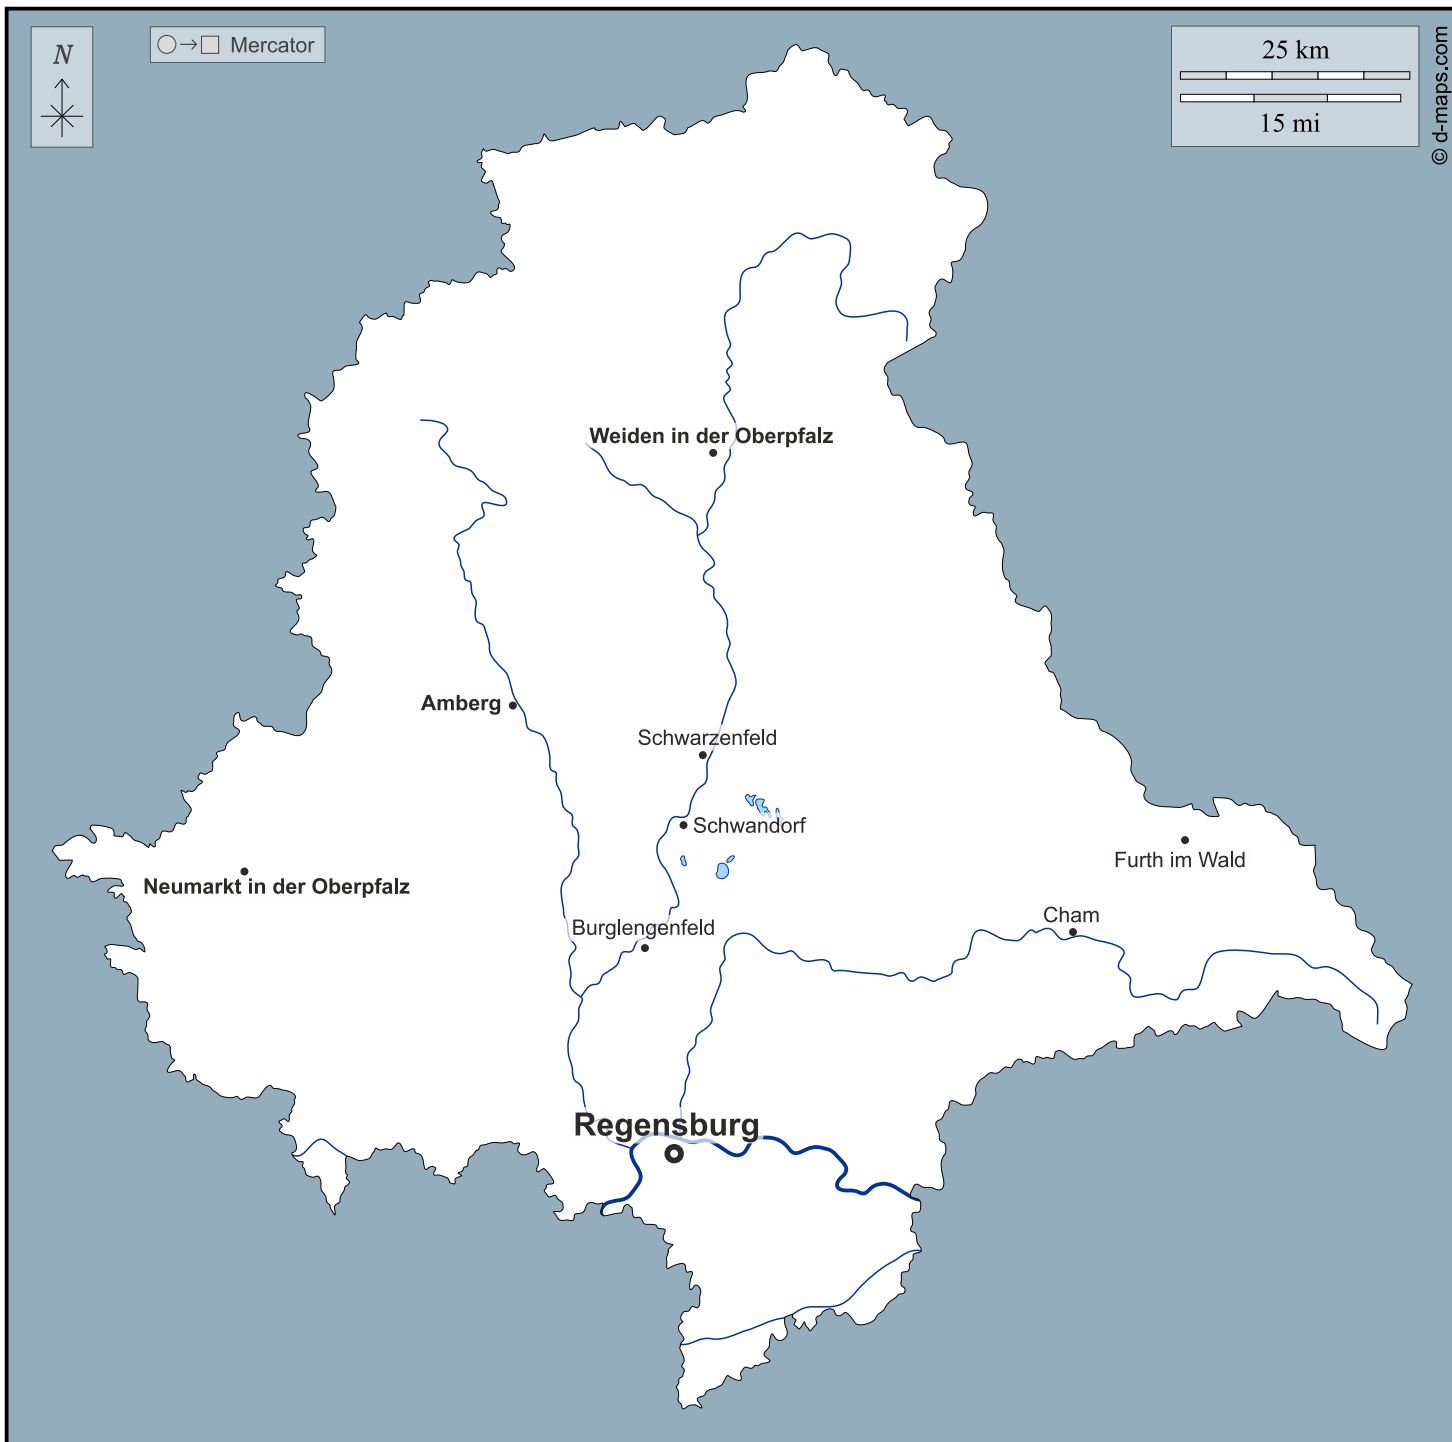 N
Mercator
25 km
15 mi
© d-maps.com
Weiden in der Oberpfalz
Amberg
Schwarzenfeld
Schwandorf
Furth im Wald
Neumarkt in der Oberpfalz
Cham
Burglengenfeld
Regensburg